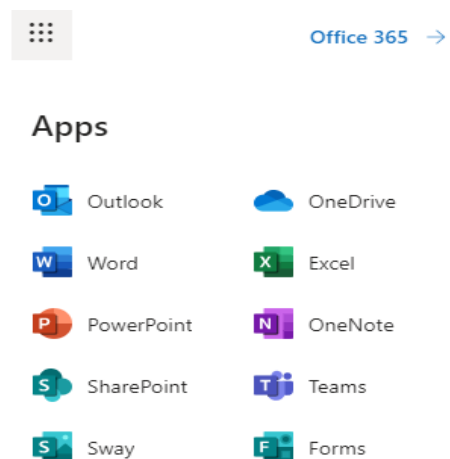 Office 365 →
Apps
O Outlook
OneDrive
W Word
X Excel
P PowerPoint
N OneNote
S SharePoint
T Teams
S Sway
F Forms